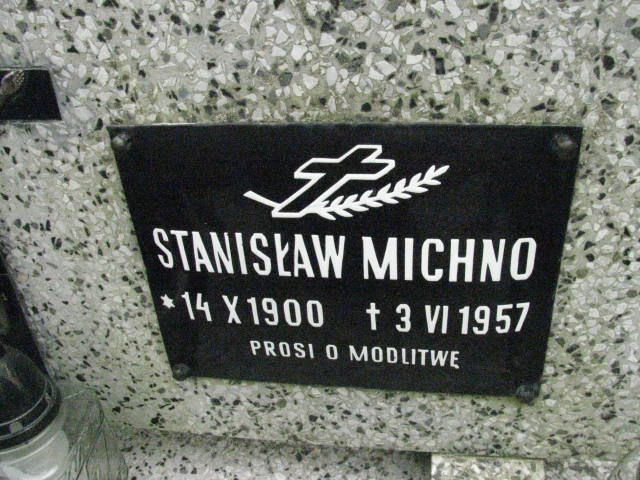 STANISŁAW MICHNO
* 14 X 1900 † 3 VI 1957
PROSI O MODLITWĘ